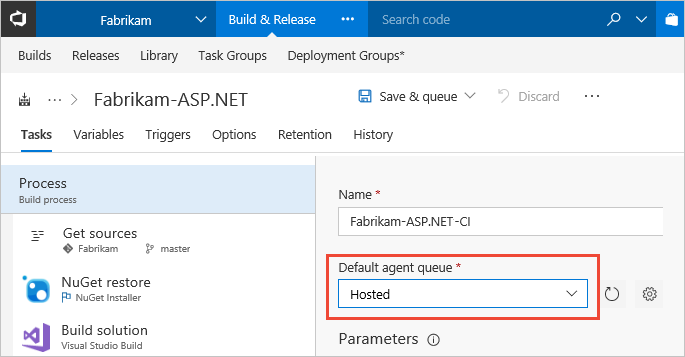 Fabrikam
Build & Release
Search code
Builds Releases Library Task Groups Deployment Groups*
Fabrikam-ASP.NET
Save & queue
Discard
Tasks Variables Triggers Options Retention History
Process
Build process
Get sources
Fabrikam master
NuGet restore
NuGet Installer
Build solution
Visual Studio Build
Name *
Fabrikam-ASP.NET-CI
Default agent queue *
Hosted
Parameters